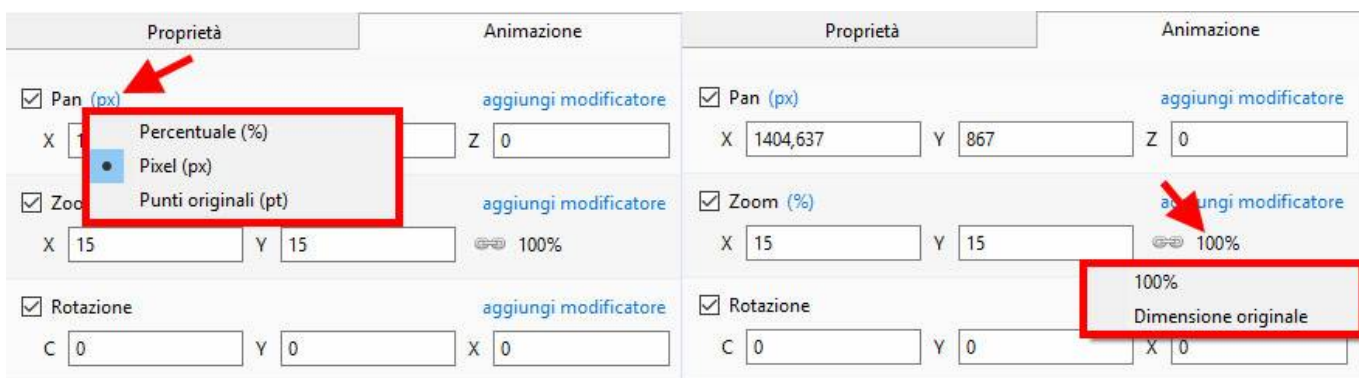 Proprietà Animazione
Pan (px) aggiungi modificatore
Percentuale (%)
X Z 0
Pixel (px)
Punti originali (pt)
aggiungi modificatore
X 15 Y 15 100%
Rotazione aggiungi modificatore
C 0 Y 0 X 0
Proprietà Animazione
Pan (px) aggiungi modificatore
X 1404,637 Y 867 Z 0
Zoom (%) modificatore
X 15 Y 15 100%
100%
Rotazione
Dimensione originale
C 0 Y 0 X 0